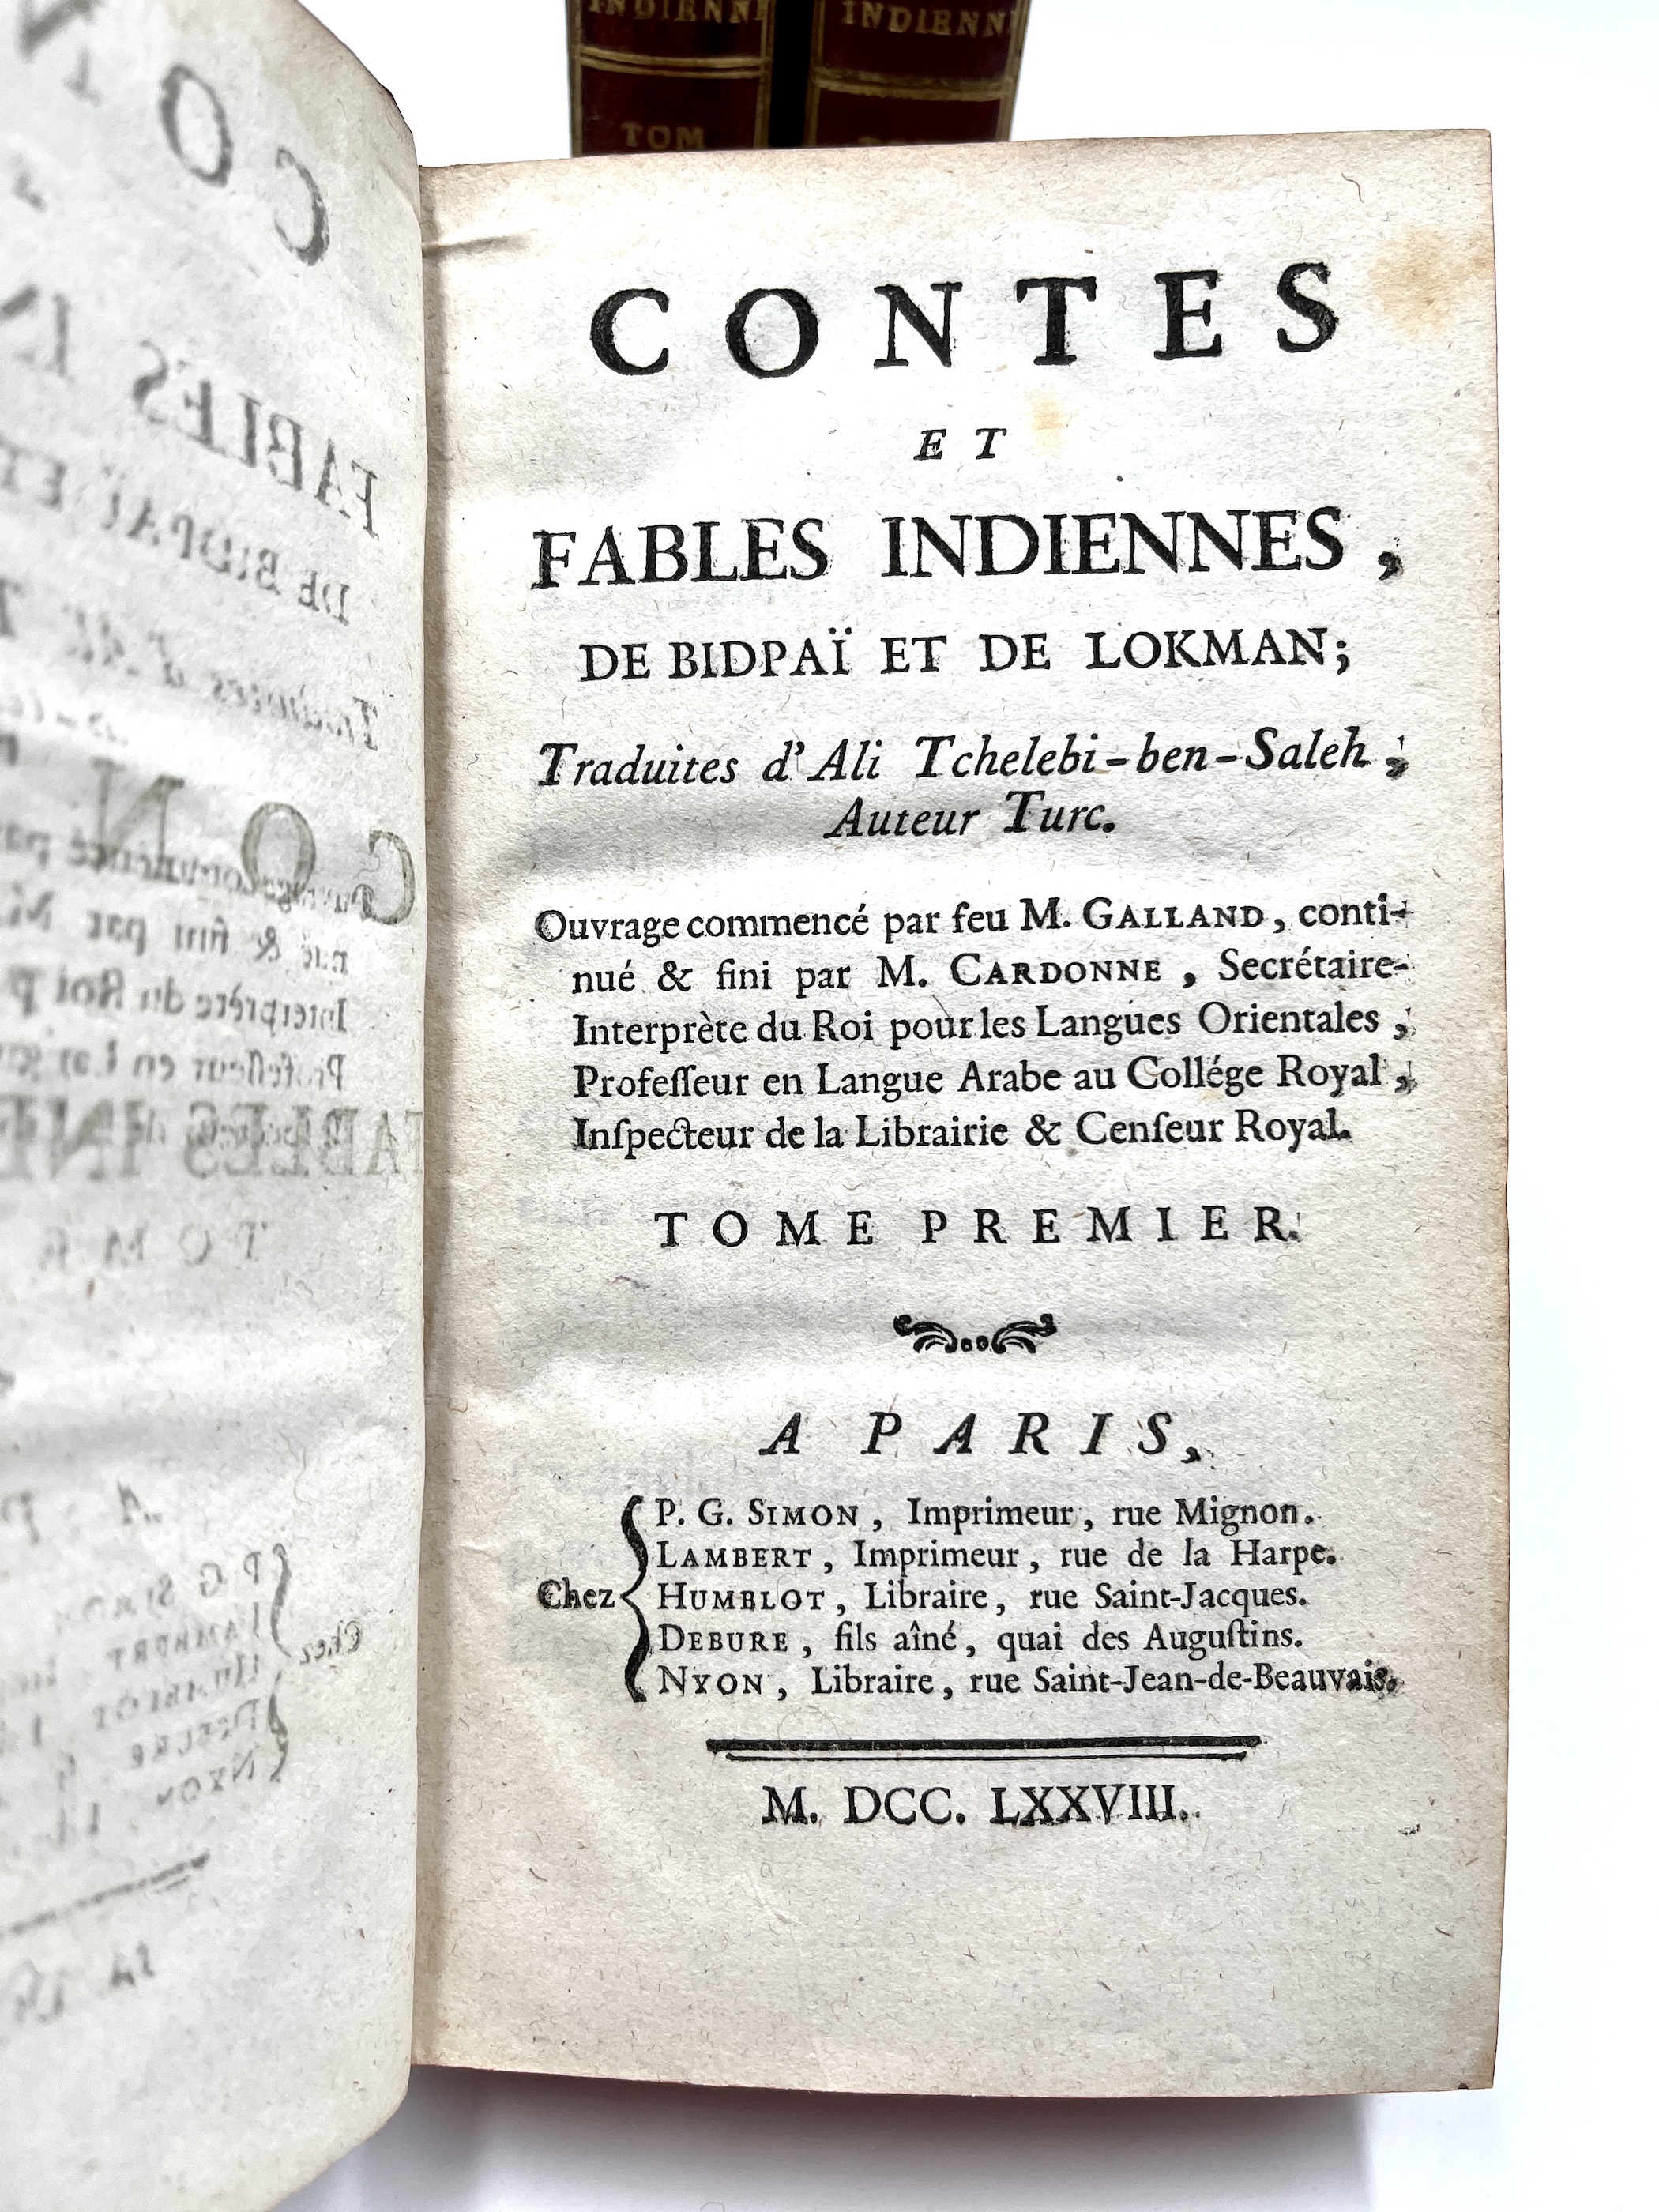 INDIENN
INDIENN
TOM
CONTES
ET
FABLES INDIENNES,
DE BIDPAÏ ET DE LOKMAN;
Traduites d'Ali Tchelebi-ben-Saleh,
Auteur Turc.
Ouvrage commencé par feu M. GALLAND, conti-
nué & fini par M. CARDONNE, Secrétaire-
Interprète du Roi pour les Langues Orientales,
Profeſſeur en Langue Arabe au Collége Royal,
Inſpecteur de la Librairie & Cenſeur Royal.
TOME PREMIER.
A PARIS,
Chez
P. G. SIMON, Imprimeur, rue Mignon.
LAMBERT, Imprimeur, rue de la Harpe.
HUMBLOT, Libraire, rue Saint-Jacques.
DEBURE, fils aîné, quai des Auguſtins.
NYON, Libraire, rue Saint-Jean-de-Beauvais.
M. DCC. LXXVIII.